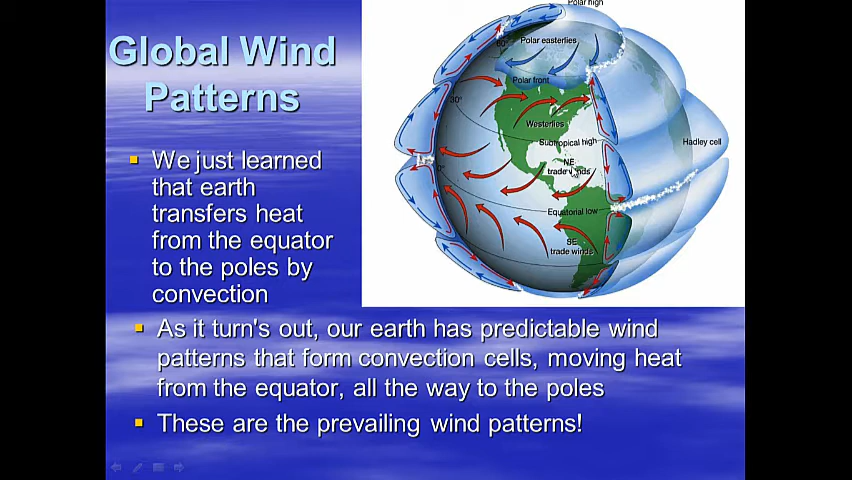 Global Wind
Patterns
We just learned
that earth
transfers heat
from the equator
to the poles by
convection
As it turn's out, our earth has predictable wind
patterns that form convection cells, moving heat
from the equator, all the way to the poles
These are the prevailing wind patterns!
Polar high
60°
Polar easterlies
Polar front
30°
Westerlies
Subtropical high
Hadley cell
NE
trade winds
0°
Equatorial low
SE
trade winds